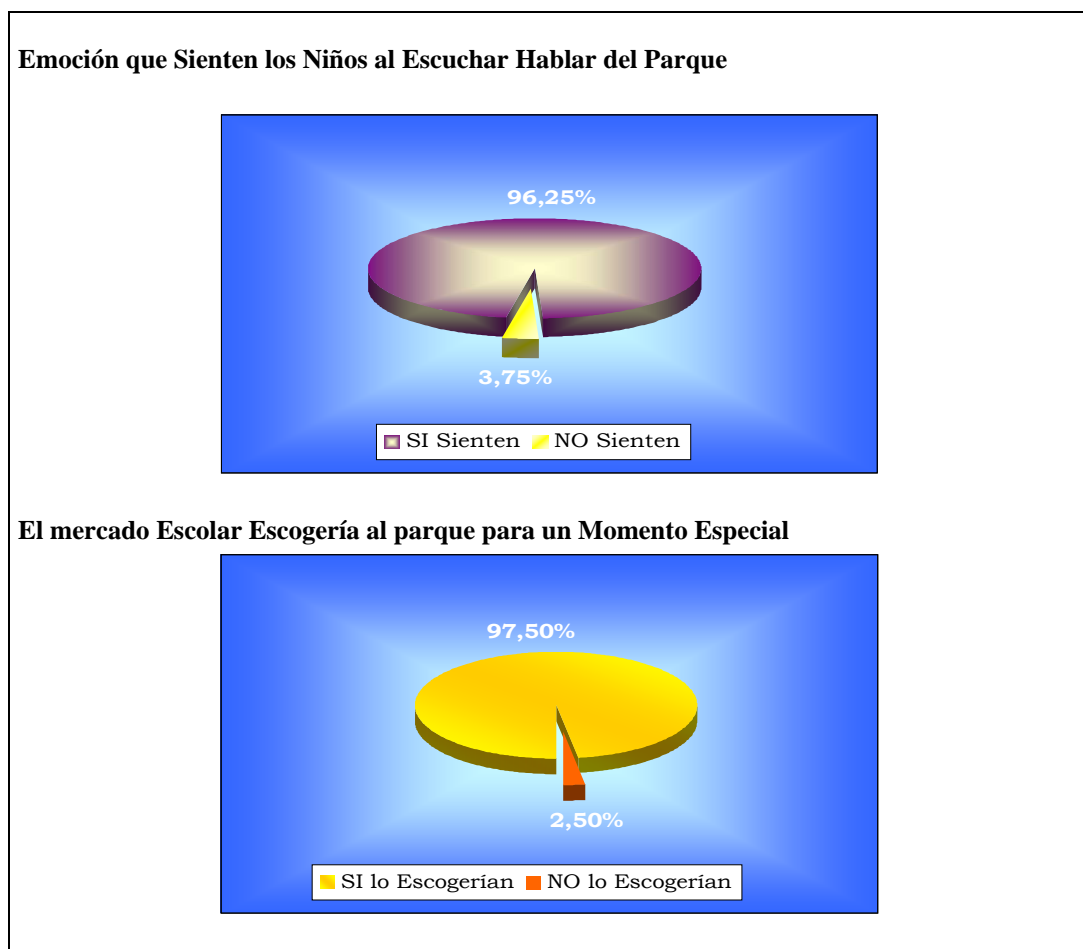 Emoción que Sienten los Niños al Escuchar Hablar del Parque
96,25%
3,75%
SI Sienten NO Sienten
El mercado Escolar Escogería al parque para un Momento Especial
97,50%
2,50%
SI lo Escogerían NO lo Escogerían